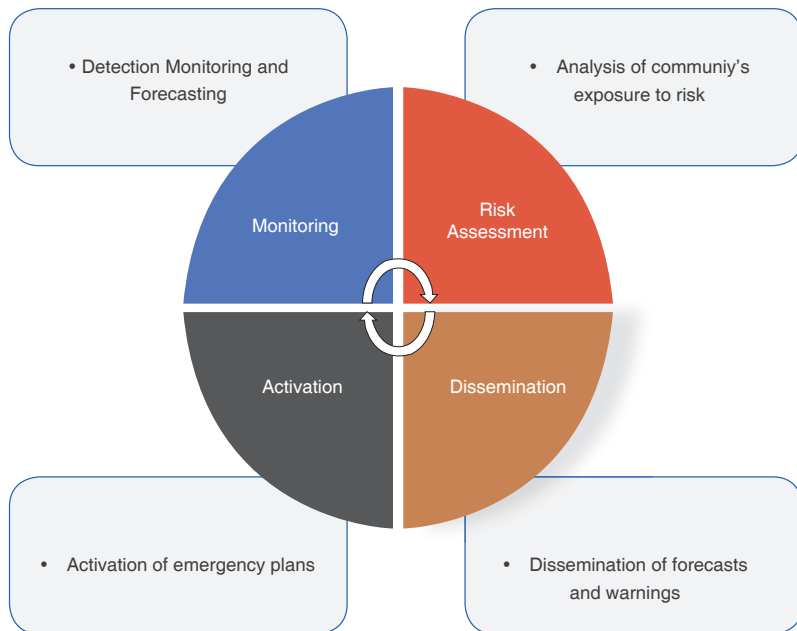 • Detection Monitoring and
Forecasting
• Analysis of communiy's
exposure to risk
Monitoring
Risk
Assessment
Activation
Dissemination
• Activation of emergency plans
• Dissemination of forecasts
and warnings